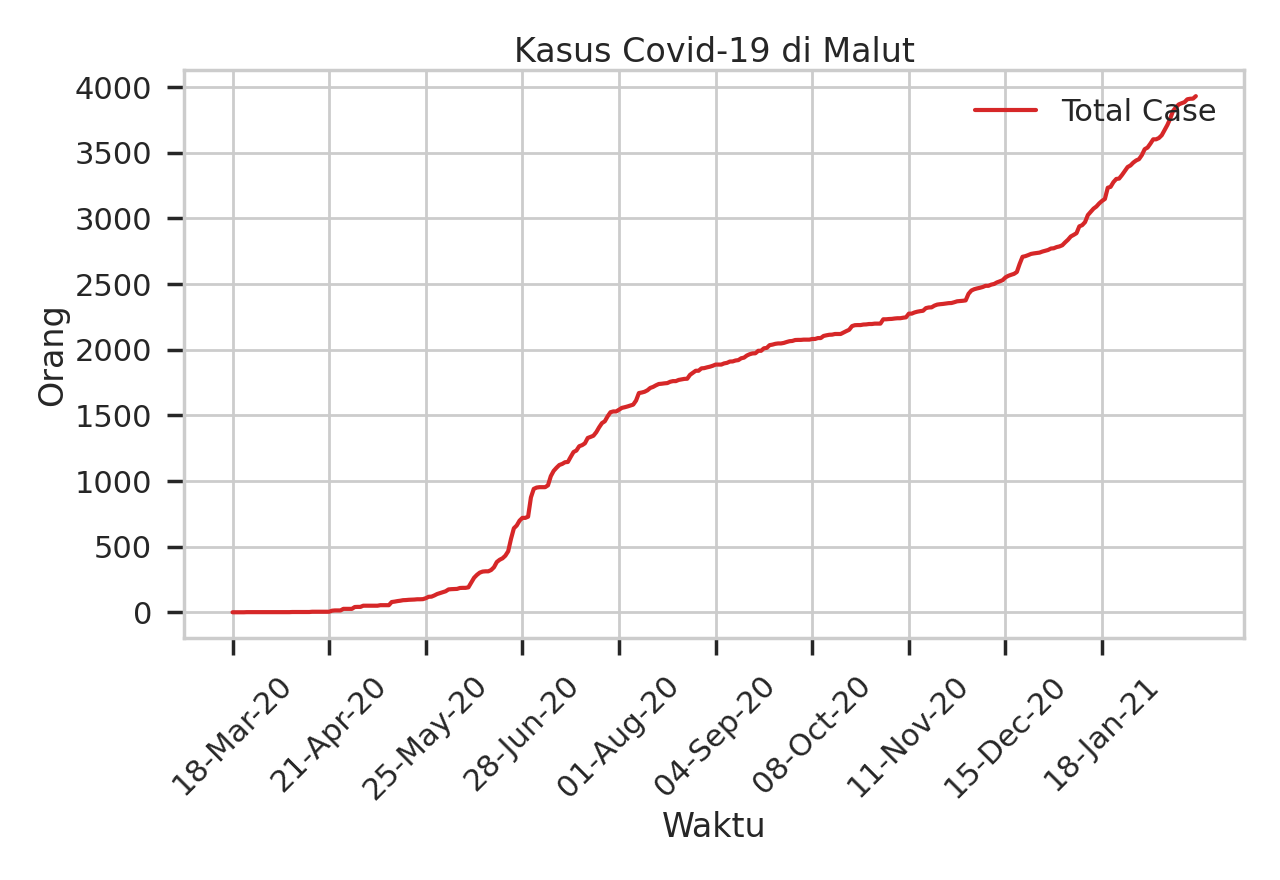 Kasus Covid-19 di Malut
Total Case
4000
3500
3000
2500
2000
1500
1000
500
0
Orang
18-Mar-20
21-Apr-20
25-May-20
28-Jun-20
01-Aug-20
04-Sep-20
08-Oct-20
11-Nov-20
15-Dec-20
18-Jan-21
Waktu